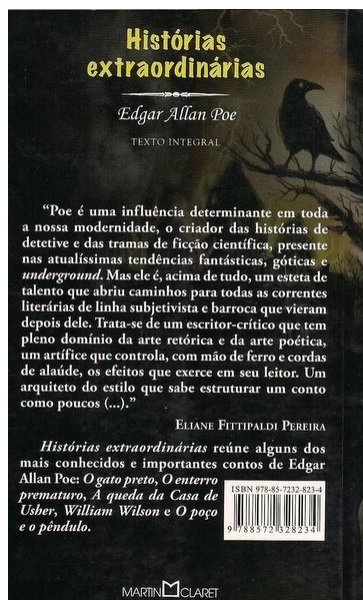 Histórias
extraordinárias
Edgar Allan Poe
TEXTO INTEGRAL
“Poe é uma influência determinante em toda
a nossa modernidade, o criador das histórias de
detetive e das tramas de ficção científica, presente
nas atualíssimas tendências fantásticas, góticas e
underground. Mas ele é, acima de tudo, um esteta de
talento que abriu caminhos para todas as correntes
literárias de linha subjetivista e barroca que vieram
depois dele. Trata-se de um escritor-crítico que tem
pleno domínio da arte retórica e da arte poética,
um artífice que controla, com mão de ferro e cordas
de alaúde, os efeitos que exerce em seu leitor. Um
arquiteto do estilo que sabe estruturar um conto
como poucos (...).”
ELIANE FITTIPALDI PEREIRA
Histórias extraordinárias reúne alguns dos
mais conhecidos e importantes contos de Edgar
Allan Poe: O gato preto, O enterro
prematuro, A queda da Casa de
Usher, William Wilson e O poço
e o pêndulo.
ISBN 978-85-7232-823-4
9 788572 328234
MARTIN CLARET